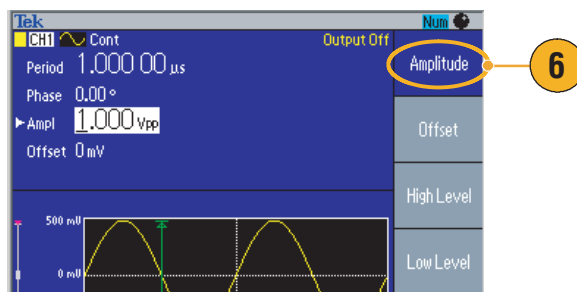 Tek
Num
CH1 Cont Output Off
Period 1.000 00 µs
Phase 0.00 °
Ampl 1.000 Vpp
Offset 0 mV
Amplitude
Offset
High Level
Low Level
6
500 mV
0 mV